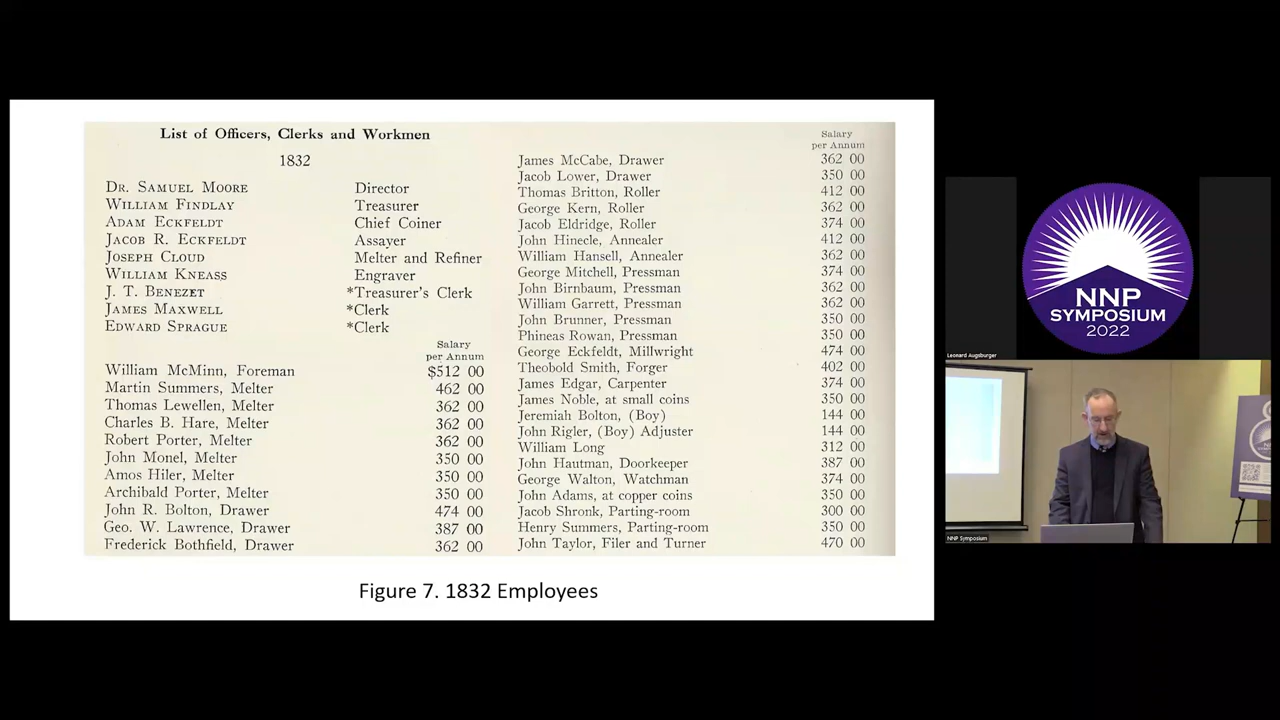 List of Officers, Clerks and Workmen
1832
DR. SAMUEL MOORE Director
WILLIAM FINDLAY Treasurer
ADAM ECKFELDT Chief Coiner
JACOB R. ECKFELDT Assayer
JOSEPH CLOUD Melter and Refiner
WILLIAM KNEASS Engraver
J. T. BENEZET *Treasurer's Clerk
JAMES MAXWELL *Clerk
EDWARD SPRAGUE *Clerk
Salary
per Annum
William McMinn, Foreman $512 00
Martin Summers, Melter 462 00
Thomas Lewellen, Melter 362 00
Charles B. Hare, Melter 362 00
Robert Porter, Melter 362 00
John Monel, Melter 350 00
Amos Hiler, Melter 350 00
Archibald Porter, Melter 350 00
John R. Bolton, Drawer 474 00
Geo. W. Lawrence, Drawer 387 00
Frederick Bothfield, Drawer 362 00
Salary
per Annum
James McCabe, Drawer 362 00
Jacob Lower, Drawer 350 00
Thomas Britton, Roller 412 00
George Kern, Roller 362 00
Jacob Eldridge, Roller 374 00
John Hinecle, Annealer 412 00
William Hansell, Annealer 362 00
George Mitchell, Pressman 374 00
John Birnbaum, Pressman 362 00
William Garrett, Pressman 362 00
John Brunner, Pressman 350 00
Phineas Rowan, Pressman 350 00
George Eckfeldt, Millwright 474 00
Theobold Smith, Forger 402 00
James Edgar, Carpenter 374 00
James Noble, at small coins 350 00
Jeremiah Bolton, (Boy) 144 00
John Rigler, (Boy) Adjuster 144 00
William Long 312 00
John Hautman, Doorkeeper 387 00
George Walton, Watchman 374 00
John Adams, at copper coins 350 00
Jacob Shronk, Parting-room 300 00
Henry Summers, Parting-room 350 00
John Taylor, Filer and Turner 470 00
Figure 7. 1832 Employees
NNP
SYMPOSIUM
2022
Leonard Augsburger
NNP Symposium